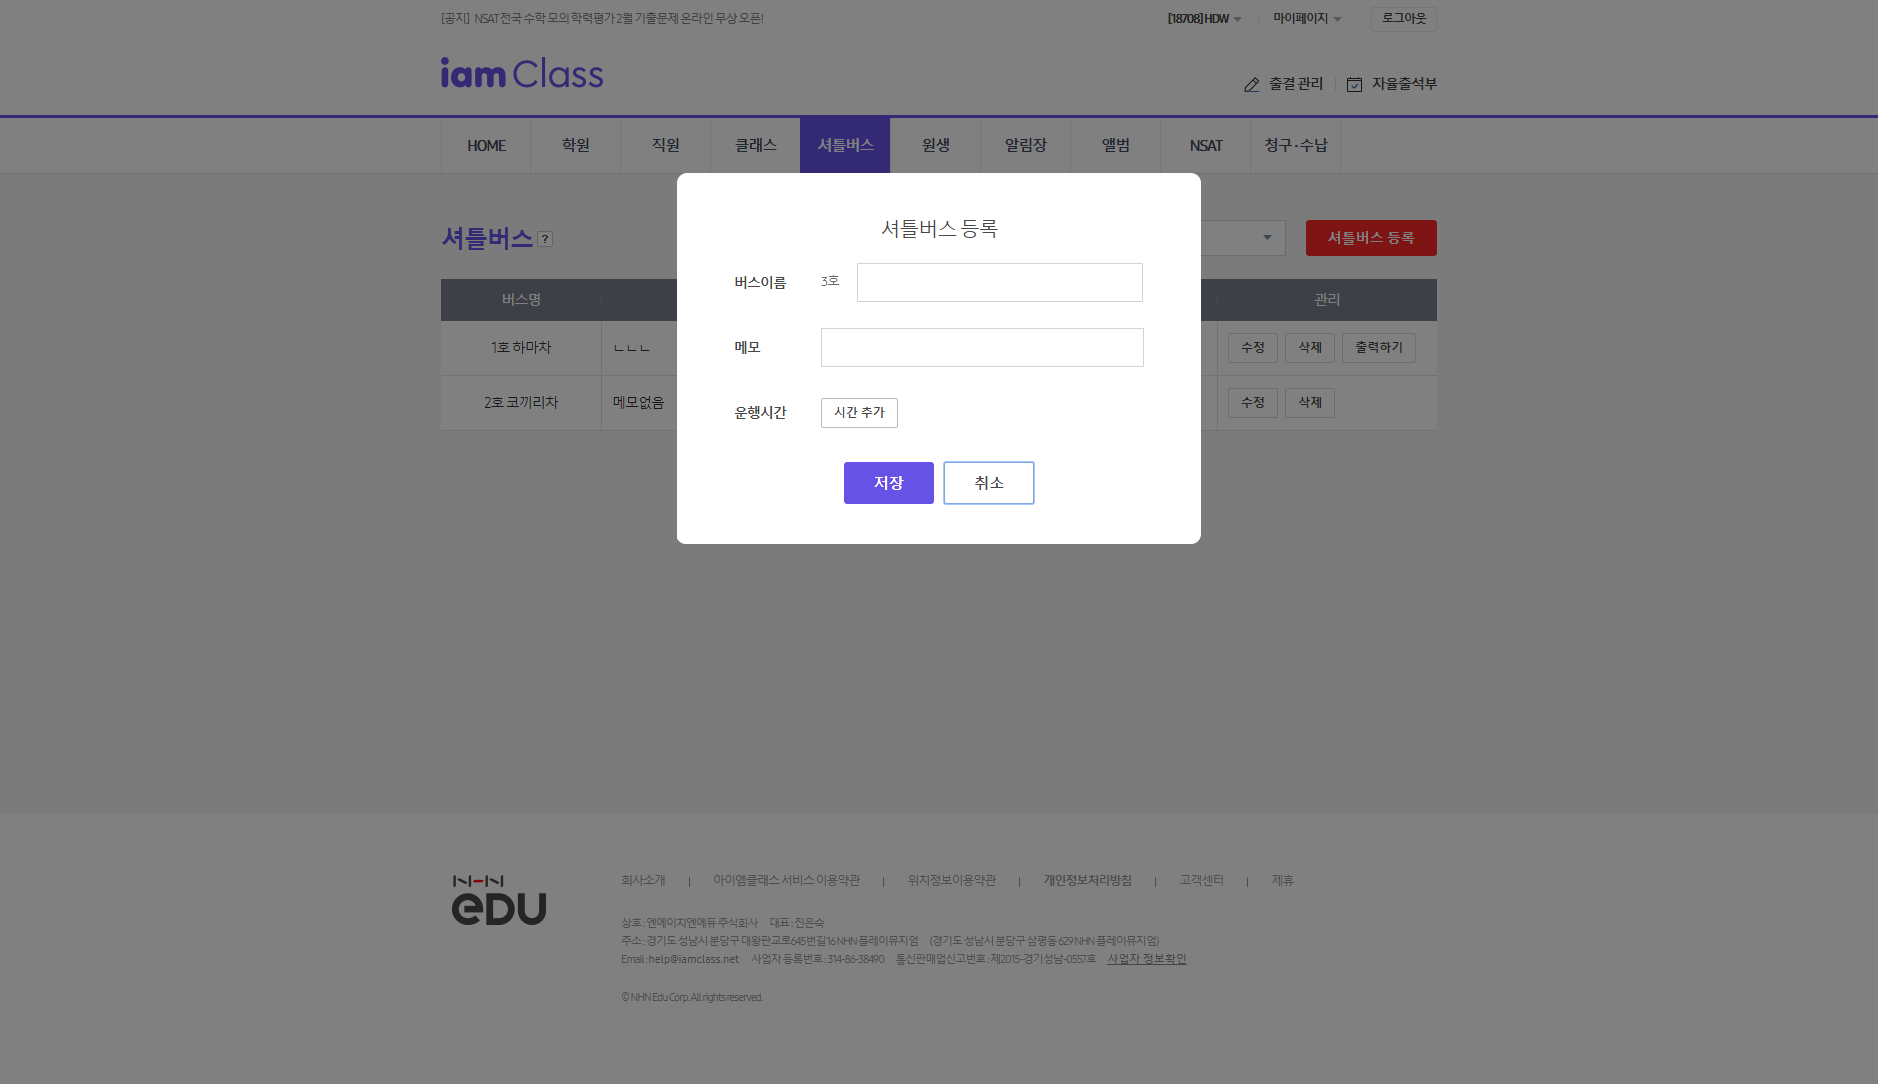 [공지] NSAT 전국 수학 모의 학력평가 2월 기출문제 온라인 무상 오픈!
[18708] HDW
마이페이지
로그아웃
iam Class
출결 관리
자율출석부
HOME
학원
직원
클래스
셔틀버스
원생
알림장
앨범
NSAT
청구·수납
셔틀버스 ?
셔틀버스 등록
버스명
관리
1호 하마차
ㄴㄴㄴ
수정
삭제
출력하기
2호 코끼리차
메모없음
수정
삭제
셔틀버스 등록
버스이름
3호
메모
운행시간
시간 추가
저장
취소
NHN
eDU
회사소개 | 아이엠클래스 서비스 이용약관 | 위치정보이용약관 | 개인정보처리방침 | 고객센터 | 제휴
상호 : 엔에이치엔에듀 주식회사 대표 : 진은숙
주소 : 경기도 성남시 분당구 대왕판교로645번길 16 NHN 플레이뮤지엄 (경기도 성남시 분당구 삼평동 629 NHN 플레이뮤지엄)
Email : help@iamclass.net 사업자 등록번호 : 314-86-38490 통신판매업신고번호 : 제2015-경기성남-0557호 사업자 정보확인
© NHN Edu Corp. All rights reserved.